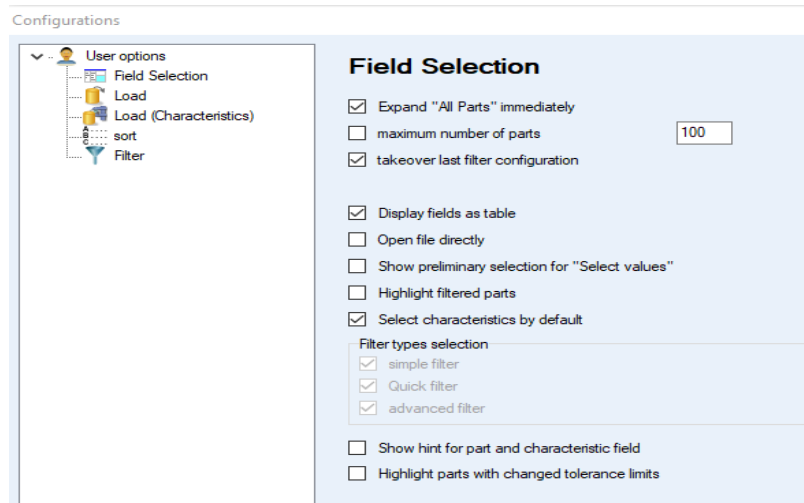 Configurations
User options
Field Selection
Load
Load (Characteristics)
sort
Filter
Field Selection
Expand "All Parts" immediately
maximum number of parts 100
takeover last filter configuration
Display fields as table
Open file directly
Show preliminary selection for "Select values"
Highlight filtered parts
Select characteristics by default
Filter types selection
simple filter
Quick filter
advanced filter
Show hint for part and characteristic field
Highlight parts with changed tolerance limits